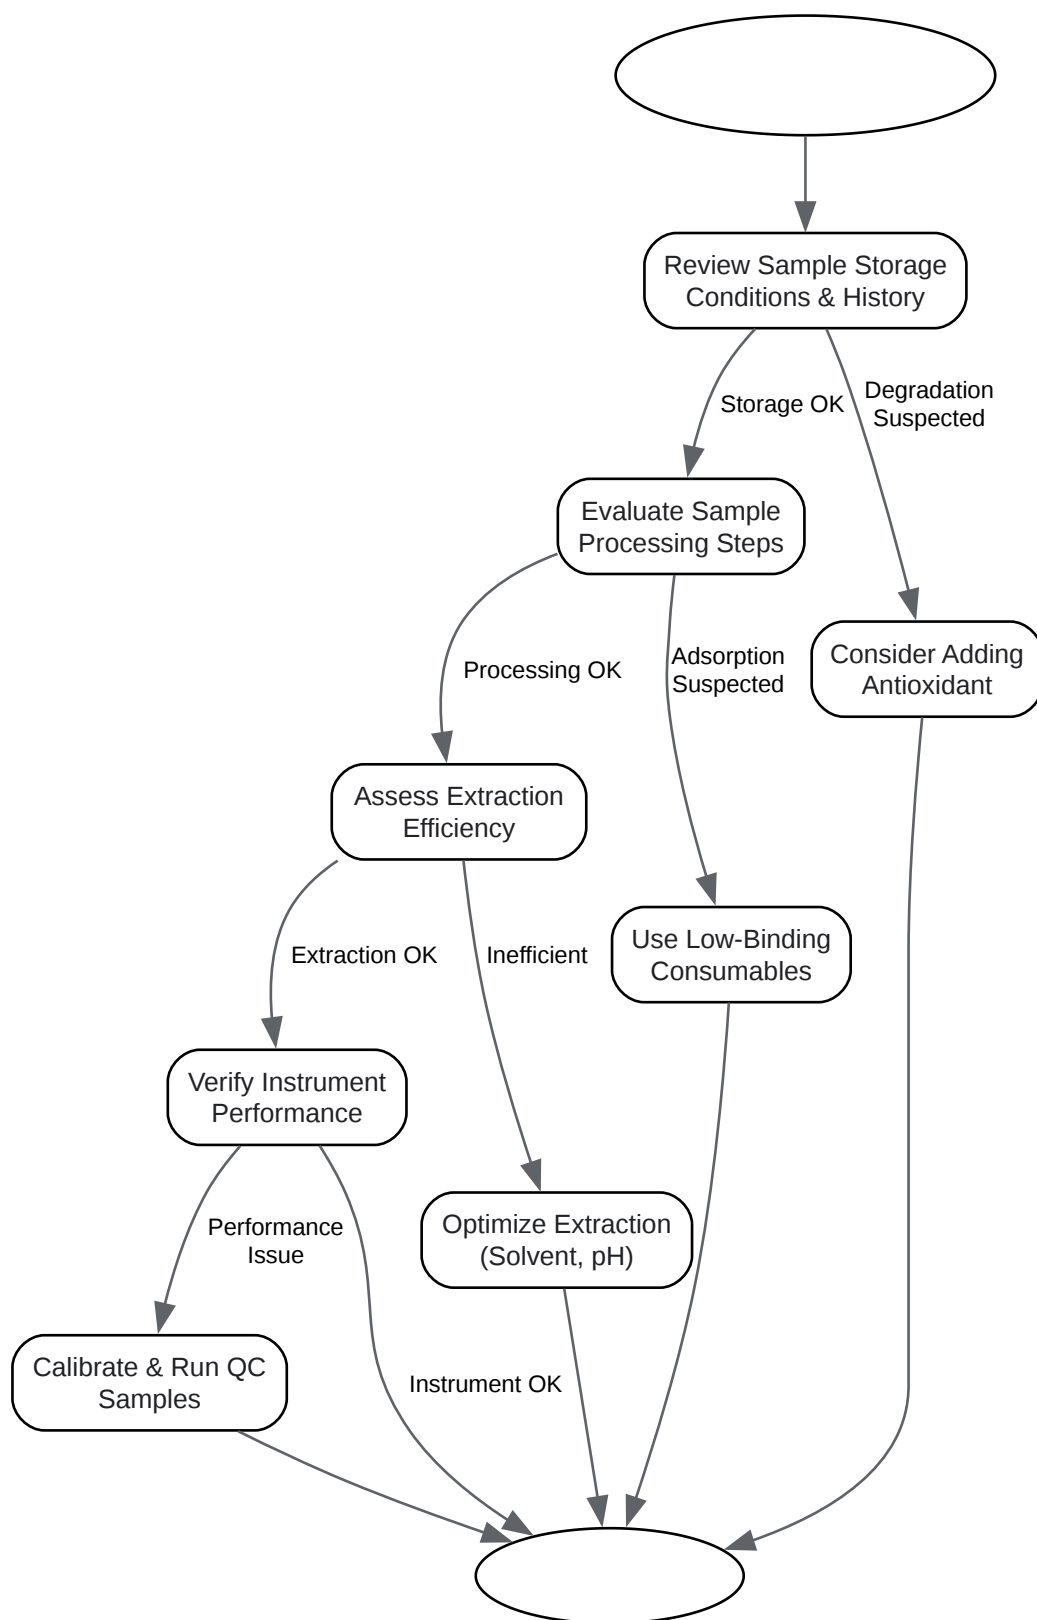 Review Sample Storage
Conditions & History
Storage OK
Degradation
Suspected
Evaluate Sample
Processing Steps
Processing OK
Adsorption
Suspected
Consider Adding
Antioxidant
Assess Extraction
Efficiency
Extraction OK
Inefficient
Use Low-Binding
Consumables
Verify Instrument
Performance
Performance
Issue
Optimize Extraction
(Solvent, pH)
Calibrate & Run QC
Samples
Instrument OK